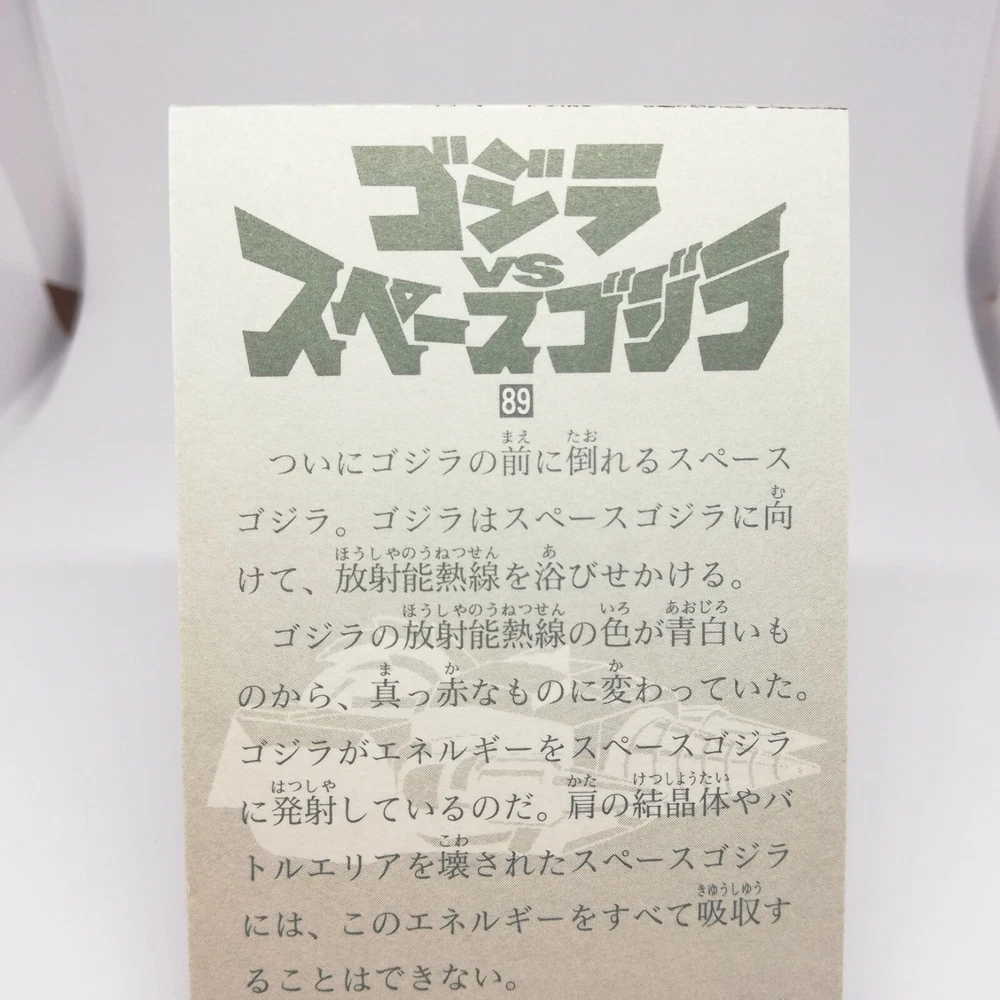 ゴジラ
VS
スペースゴジラ
89
ついにゴジラの前に倒れるスペース
ゴジラ。ゴジラはスペースゴジラに向
けて、放射能熱線を浴びせかける。
ゴジラの放射能熱線の色が青白いも
のから、真っ赤なものに変わっていた。
ゴジラがエネルギーをスペースゴジラ
に発射しているのだ。肩の結晶体やバ
トルエリアを壊されたスペースゴジラ
には、このエネルギーをすべて吸収す
ることはできない。